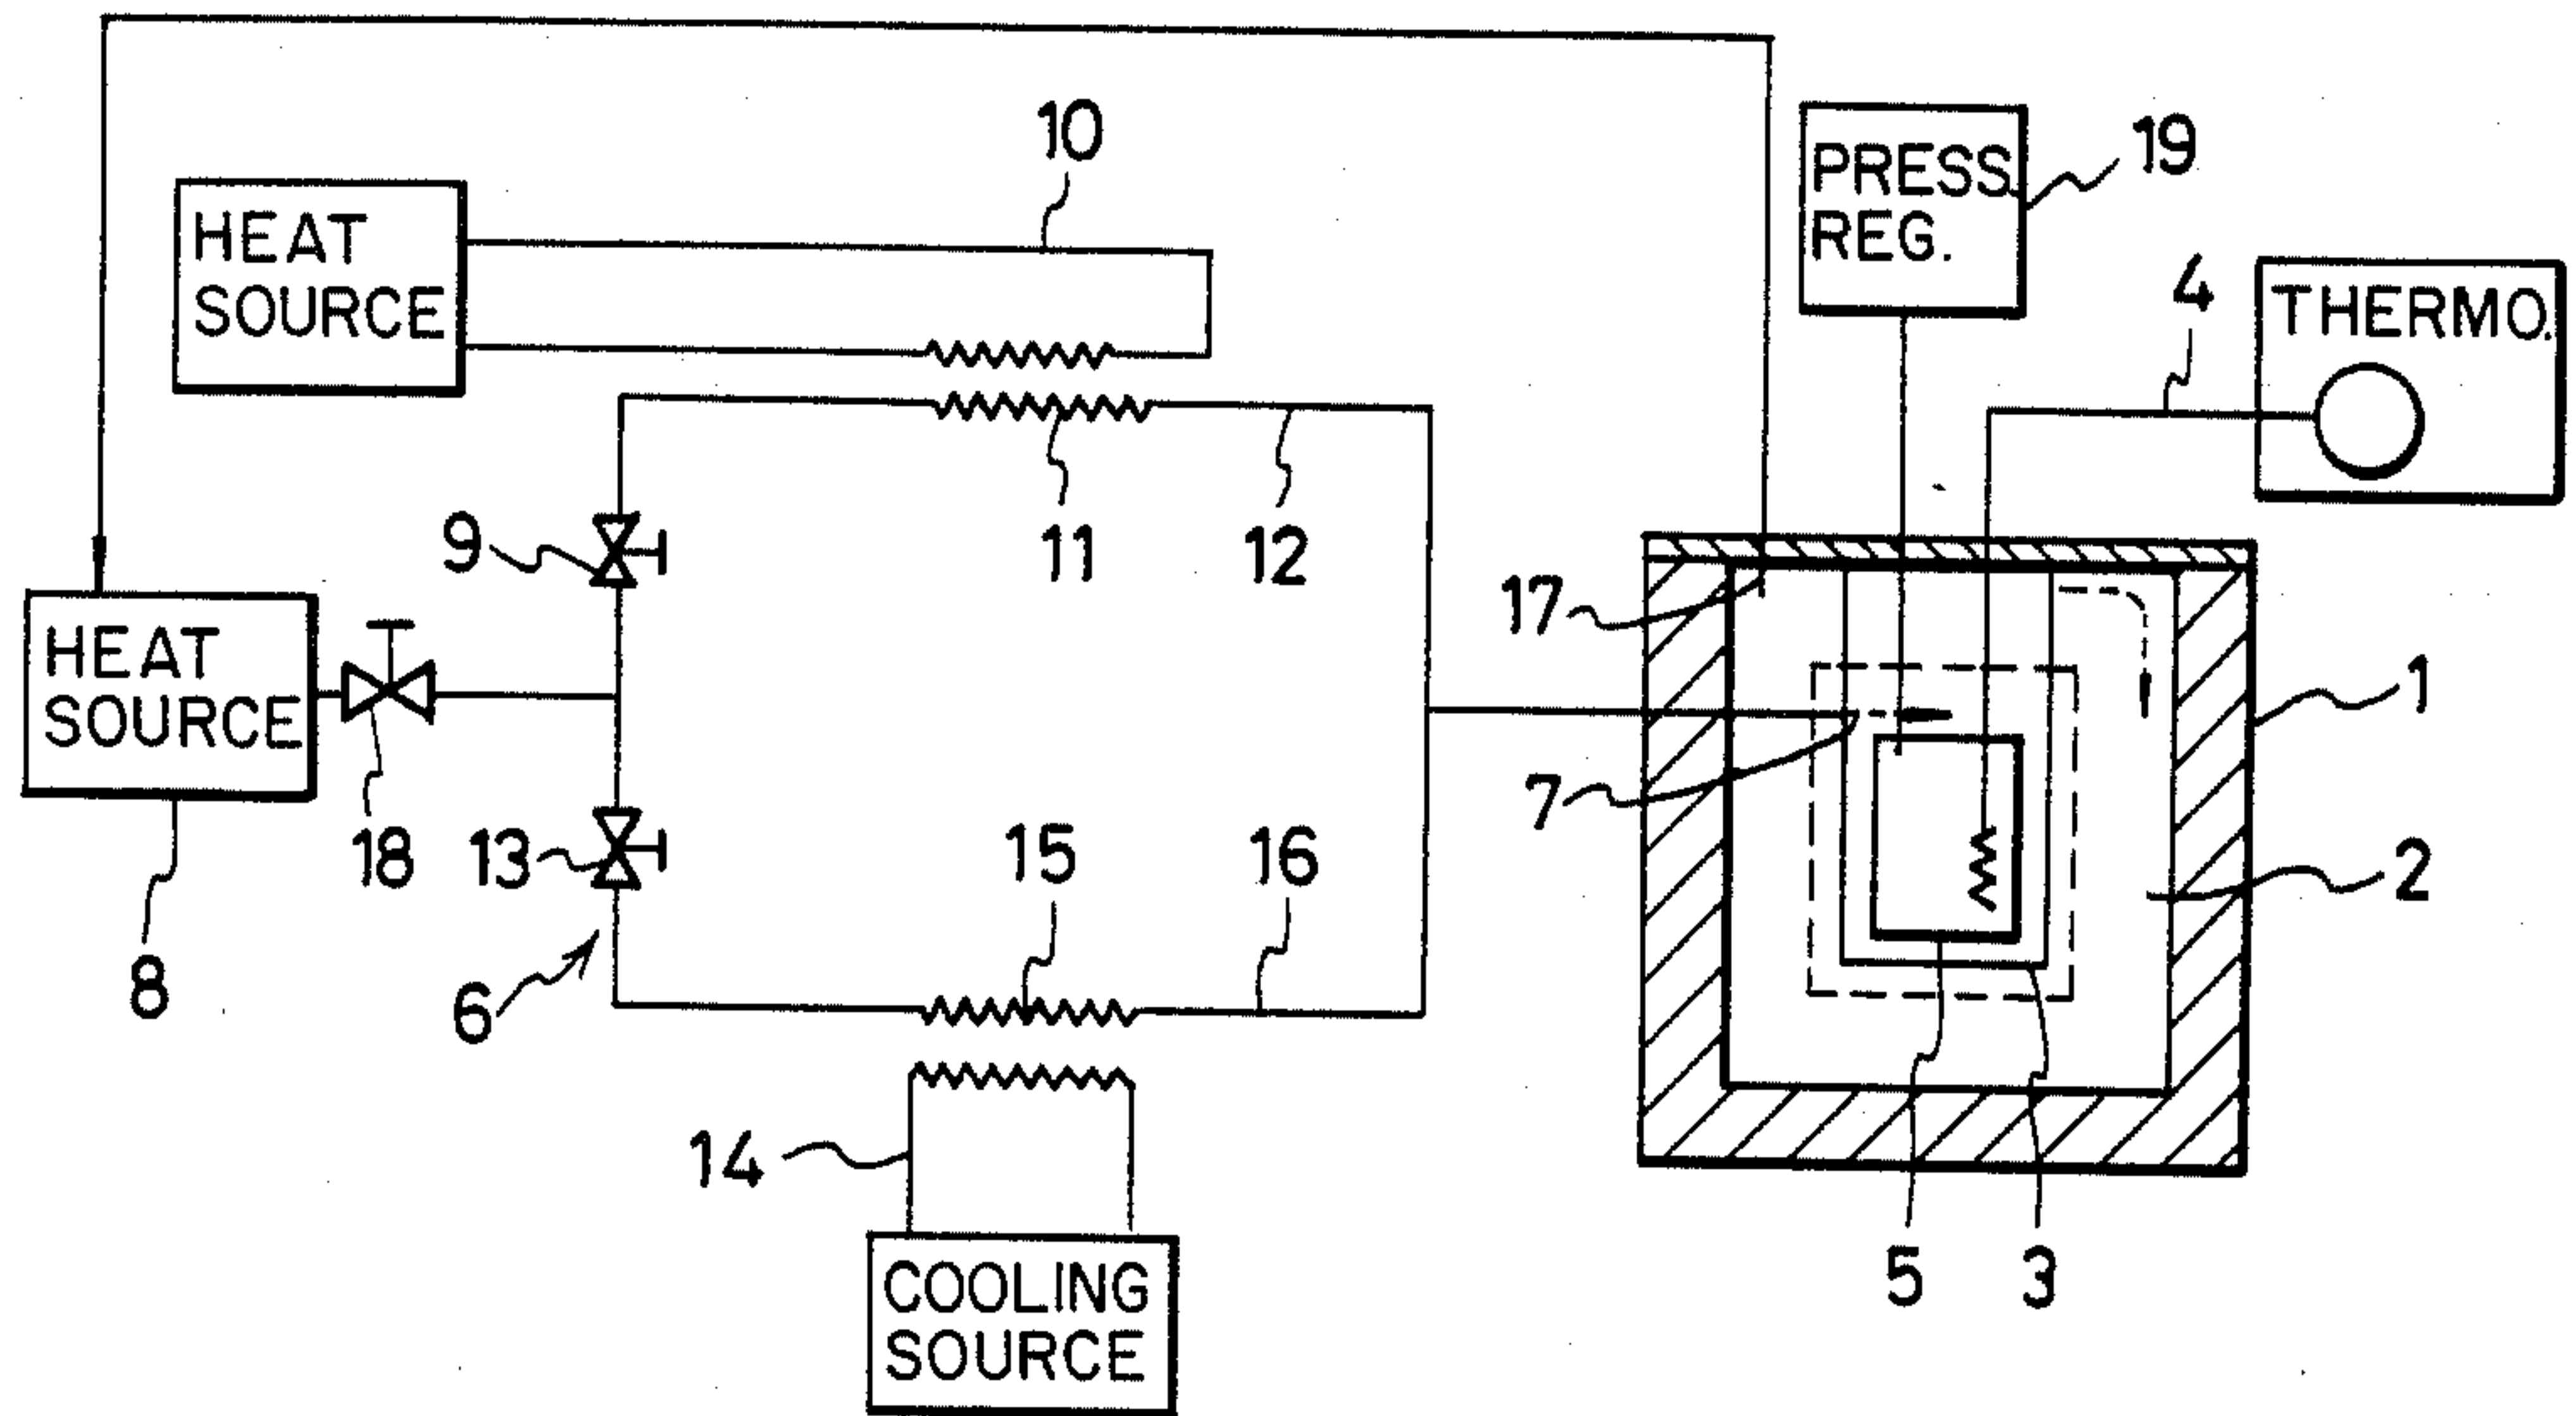 10
PRESS.
REG.
19
HEAT
SOURCE
4
THERMO.
9
11
12
17
HEAT
SOURCE
1
7
18
13
15
16
2
8
6
14
5
3
COOLING
SOURCE